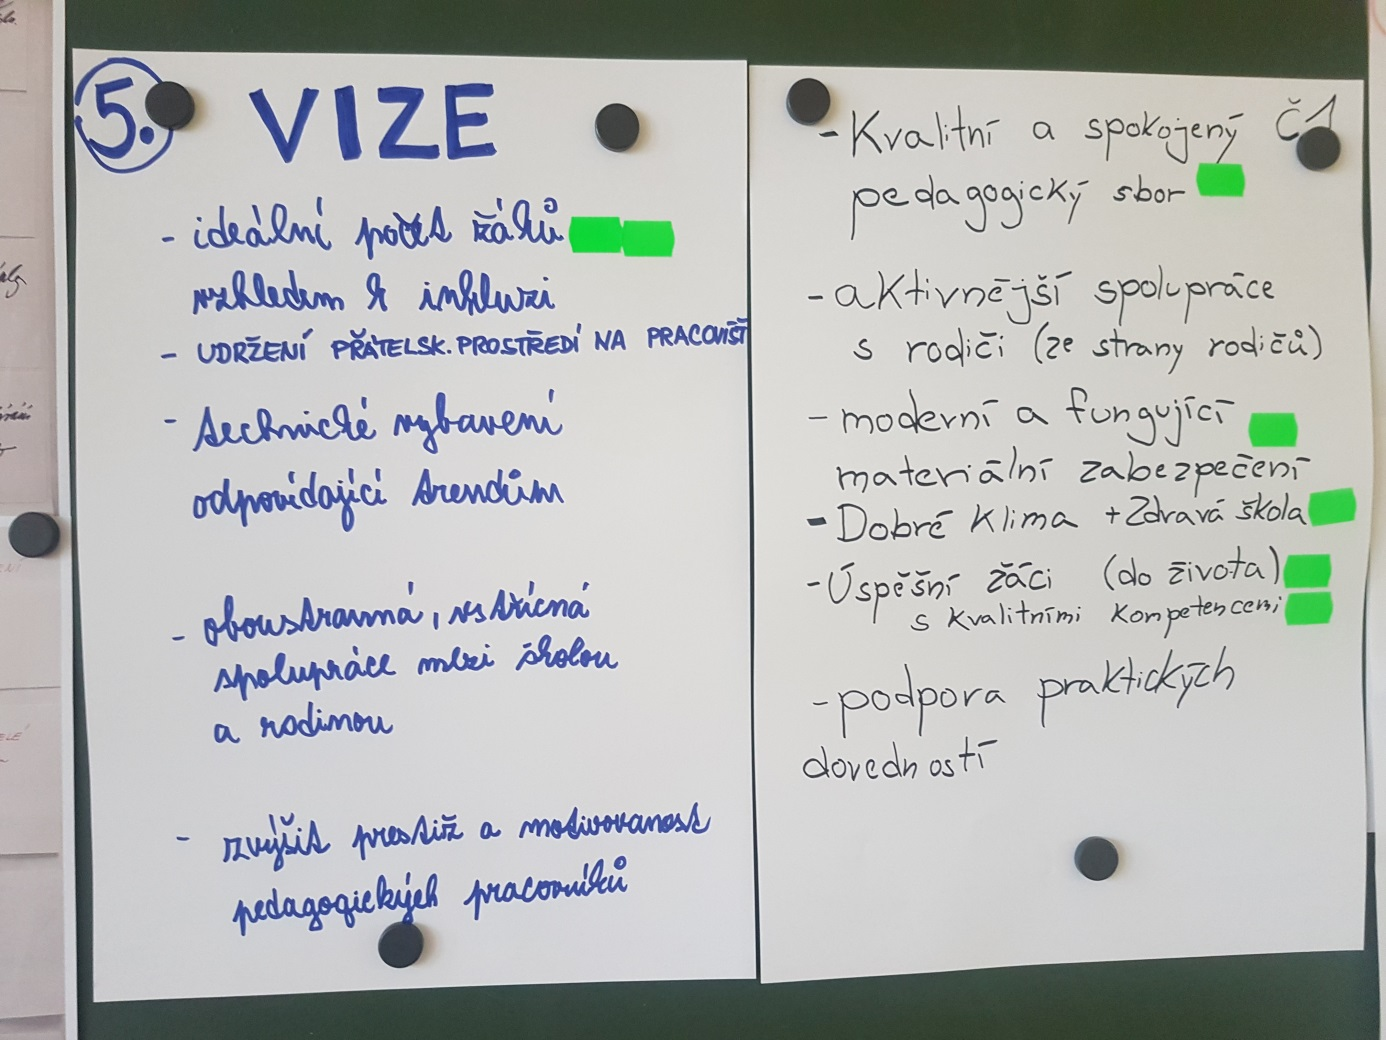 5. VIZE
- ideální počet žáků
vzhledem k inkluzi
- UDRŽENÍ PŘÁTELSK. PROSTŘEDÍ NA PRACOVIŠT
- technické vybavení
odpovídající trendům
- oboustranná, vstřícná
spolupráce mezi školou
a rodinou
- zvýšit prestiž a motivovanost
pedagogických pracovníků
Č1
- Kvalitní a spokojený
pedagogický sbor
- aktivnější spolupráce
s rodiči (ze strany rodičů)
- moderní a fungující
materiální zabezpečení
- Dobré klima + Zdravá škola
- Úspěšní žáci (do života)
s kvalitními kompetencemi
- podpora praktických
dovedností